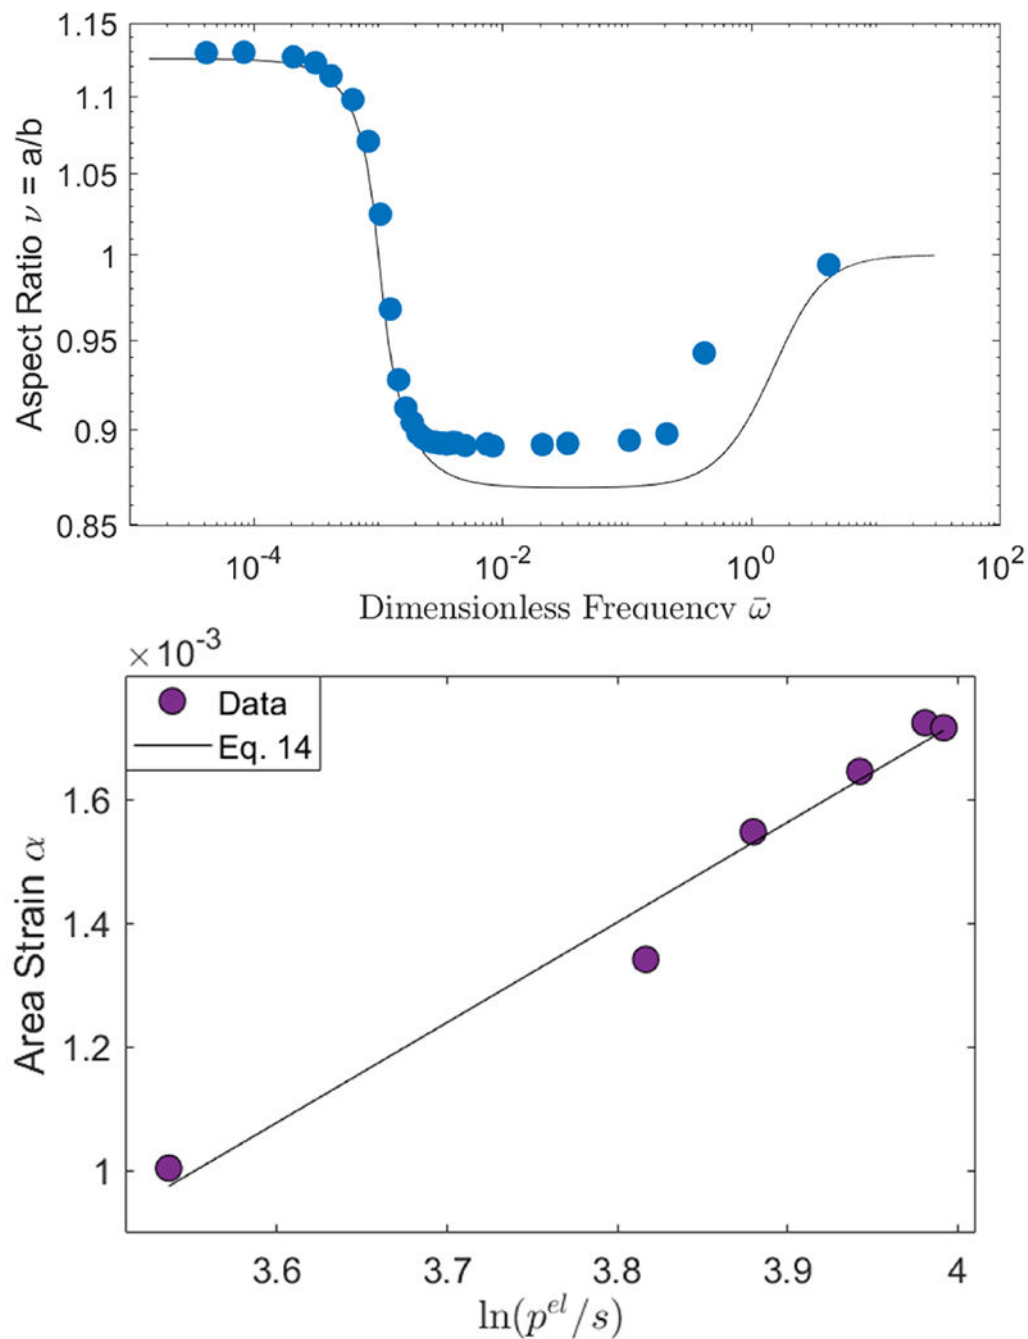 1.15
1.1
1.05
1
0.95
0.9
0.85
Aspect Ratio ν = a/b
10^-4 10^-2 10^0 10^2
Dimensionless Frequency ω̄
×10^-3
Data
Eq. 14
1.6
1.4
1.2
1
Area Strain α
3.6 3.7 3.8 3.9 4
ln(p^el/s)